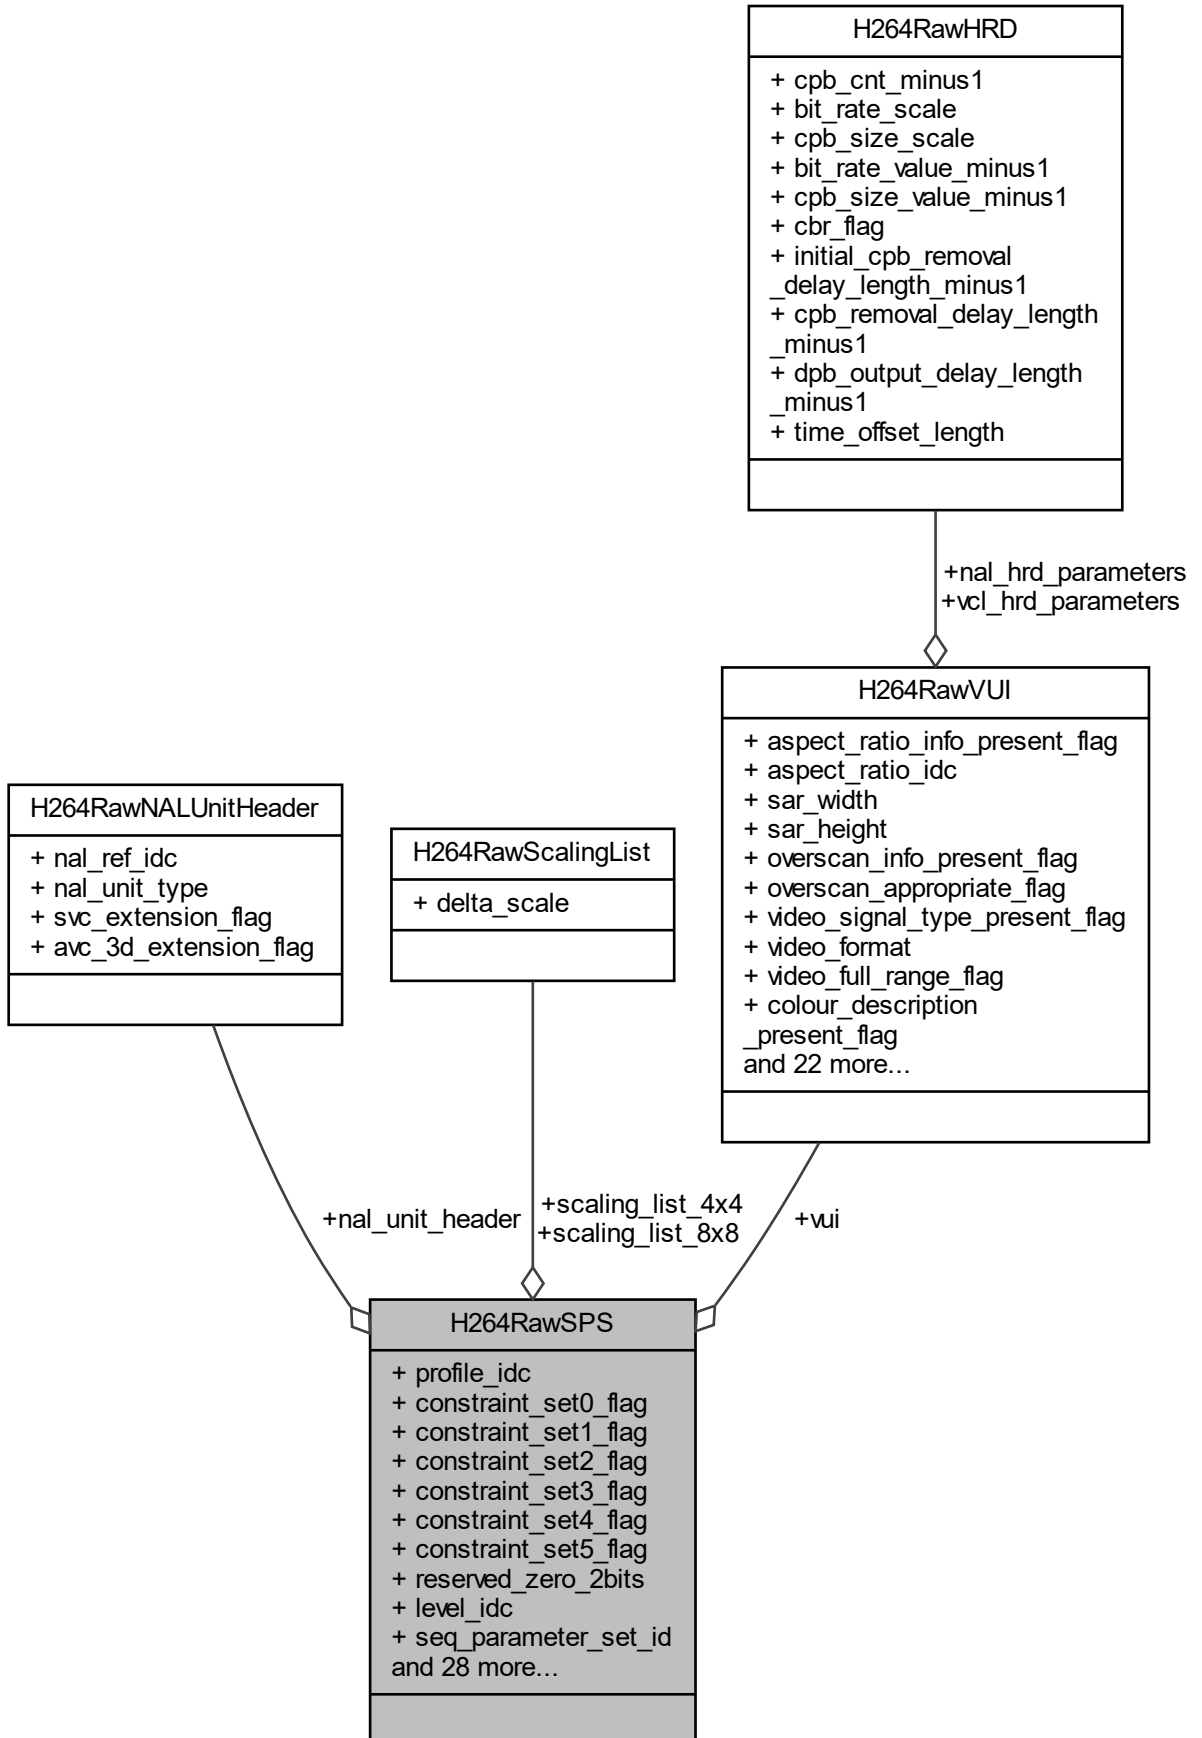 H264RawHRD
+ cpb_cnt_minus1
+ bit_rate_scale
+ cpb_size_scale
+ bit_rate_value_minus1
+ cpb_size_value_minus1
+ cbr_flag
+ initial_cpb_removal
_delay_length_minus1
+ cpb_removal_delay_length
_minus1
+ dpb_output_delay_length
_minus1
+ time_offset_length
+nal_hrd_parameters
+vcl_hrd_parameters
H264RawVUI
+ aspect_ratio_info_present_flag
+ aspect_ratio_idc
+ sar_width
+ sar_height
+ overscan_info_present_flag
+ overscan_appropriate_flag
+ video_signal_type_present_flag
+ video_format
+ video_full_range_flag
+ colour_description
_present_flag
and 22 more...
H264RawNALUnitHeader
+ nal_ref_idc
+ nal_unit_type
+ svc_extension_flag
+ avc_3d_extension_flag
H264RawScalingList
+ delta_scale
+nal_unit_header
+scaling_list_4x4
+scaling_list_8x8
+vui
H264RawSPS
+ profile_idc
+ constraint_set0_flag
+ constraint_set1_flag
+ constraint_set2_flag
+ constraint_set3_flag
+ constraint_set4_flag
+ constraint_set5_flag
+ reserved_zero_2bits
+ level_idc
+ seq_parameter_set_id
and 28 more...